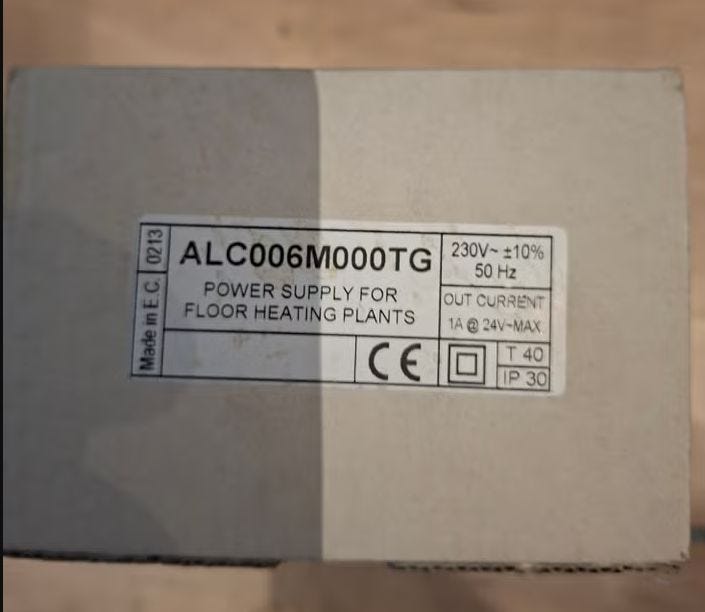 Made in E.C. 0213
ALC006M000TG
POWER SUPPLY FOR
FLOOR HEATING PLANTS
CE
230V~ ±10%
50 Hz
OUT CURRENT
1A @ 24V~MAX
T 40
IP 30